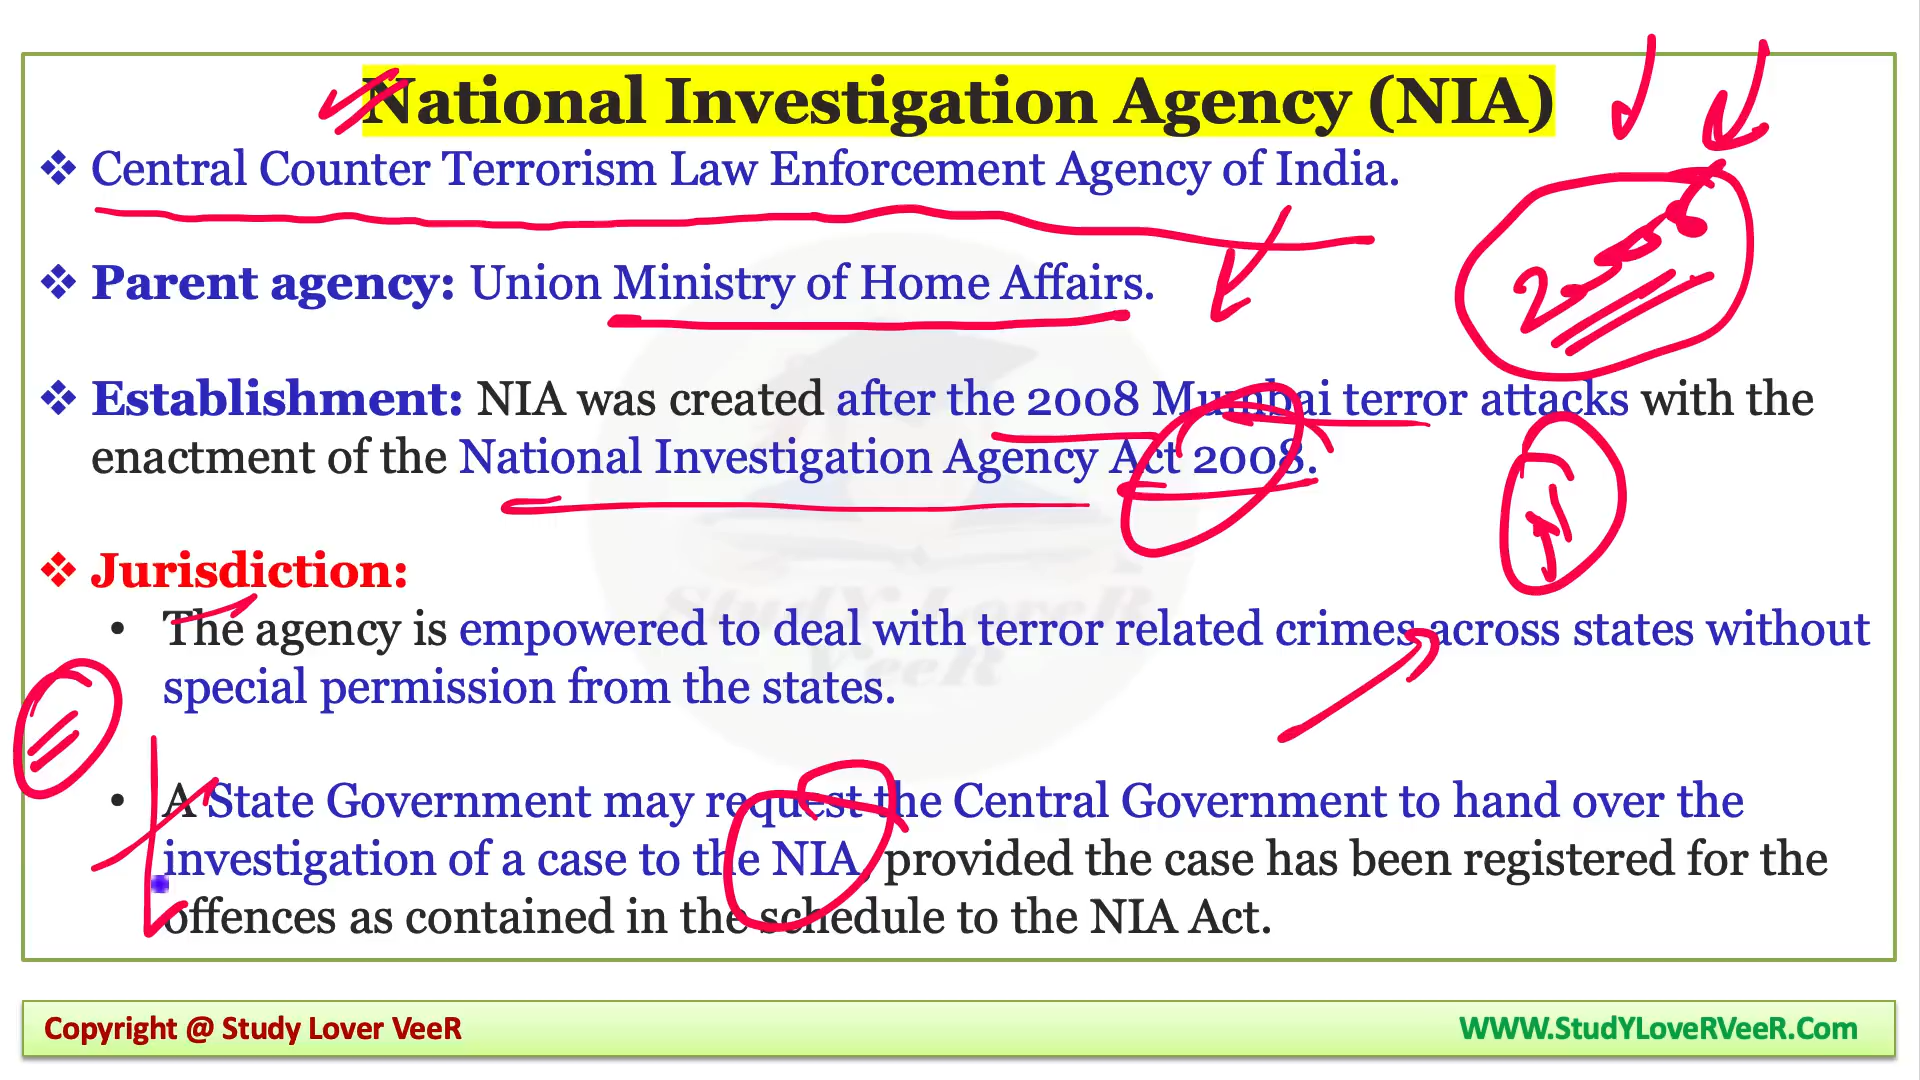 National Investigation Agency (NIA)
❖ Central Counter Terrorism Law Enforcement Agency of India.
❖ Parent agency: Union Ministry of Home Affairs.
❖ Establishment: NIA was created after the 2008 Mumbai terror attacks with the
enactment of the National Investigation Agency Act 2008.
❖ Jurisdiction:
• The agency is empowered to deal with terror related crimes across states without
special permission from the states.
• A State Government may request the Central Government to hand over the
investigation of a case to the NIA, provided the case has been registered for the
offences as contained in the schedule to the NIA Act.
StudY LoveR
VeeR
Copyright @ Study Lover VeeR
WWW.StudYLoveRVeeR.Com